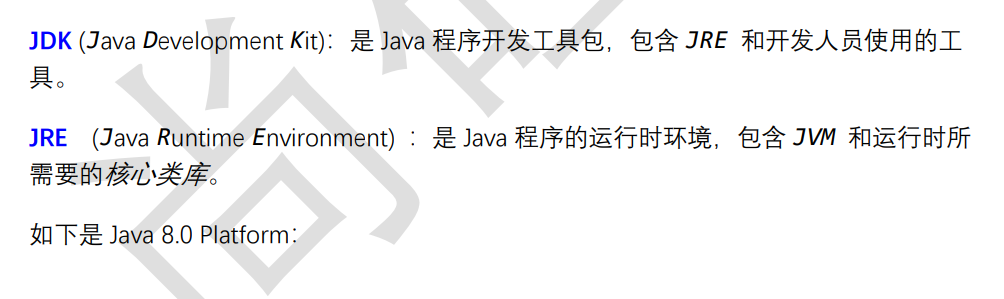 JDK (Java Development Kit)：是 Java 程序开发工具包，包含 JRE 和开发人员使用的工
具。
JRE （Java Runtime Environment) ：是 Java 程序的运行时环境，包含 JVM 和运行时所
需要的核心类库。
如下是 Java 8.0 Platform：
尚